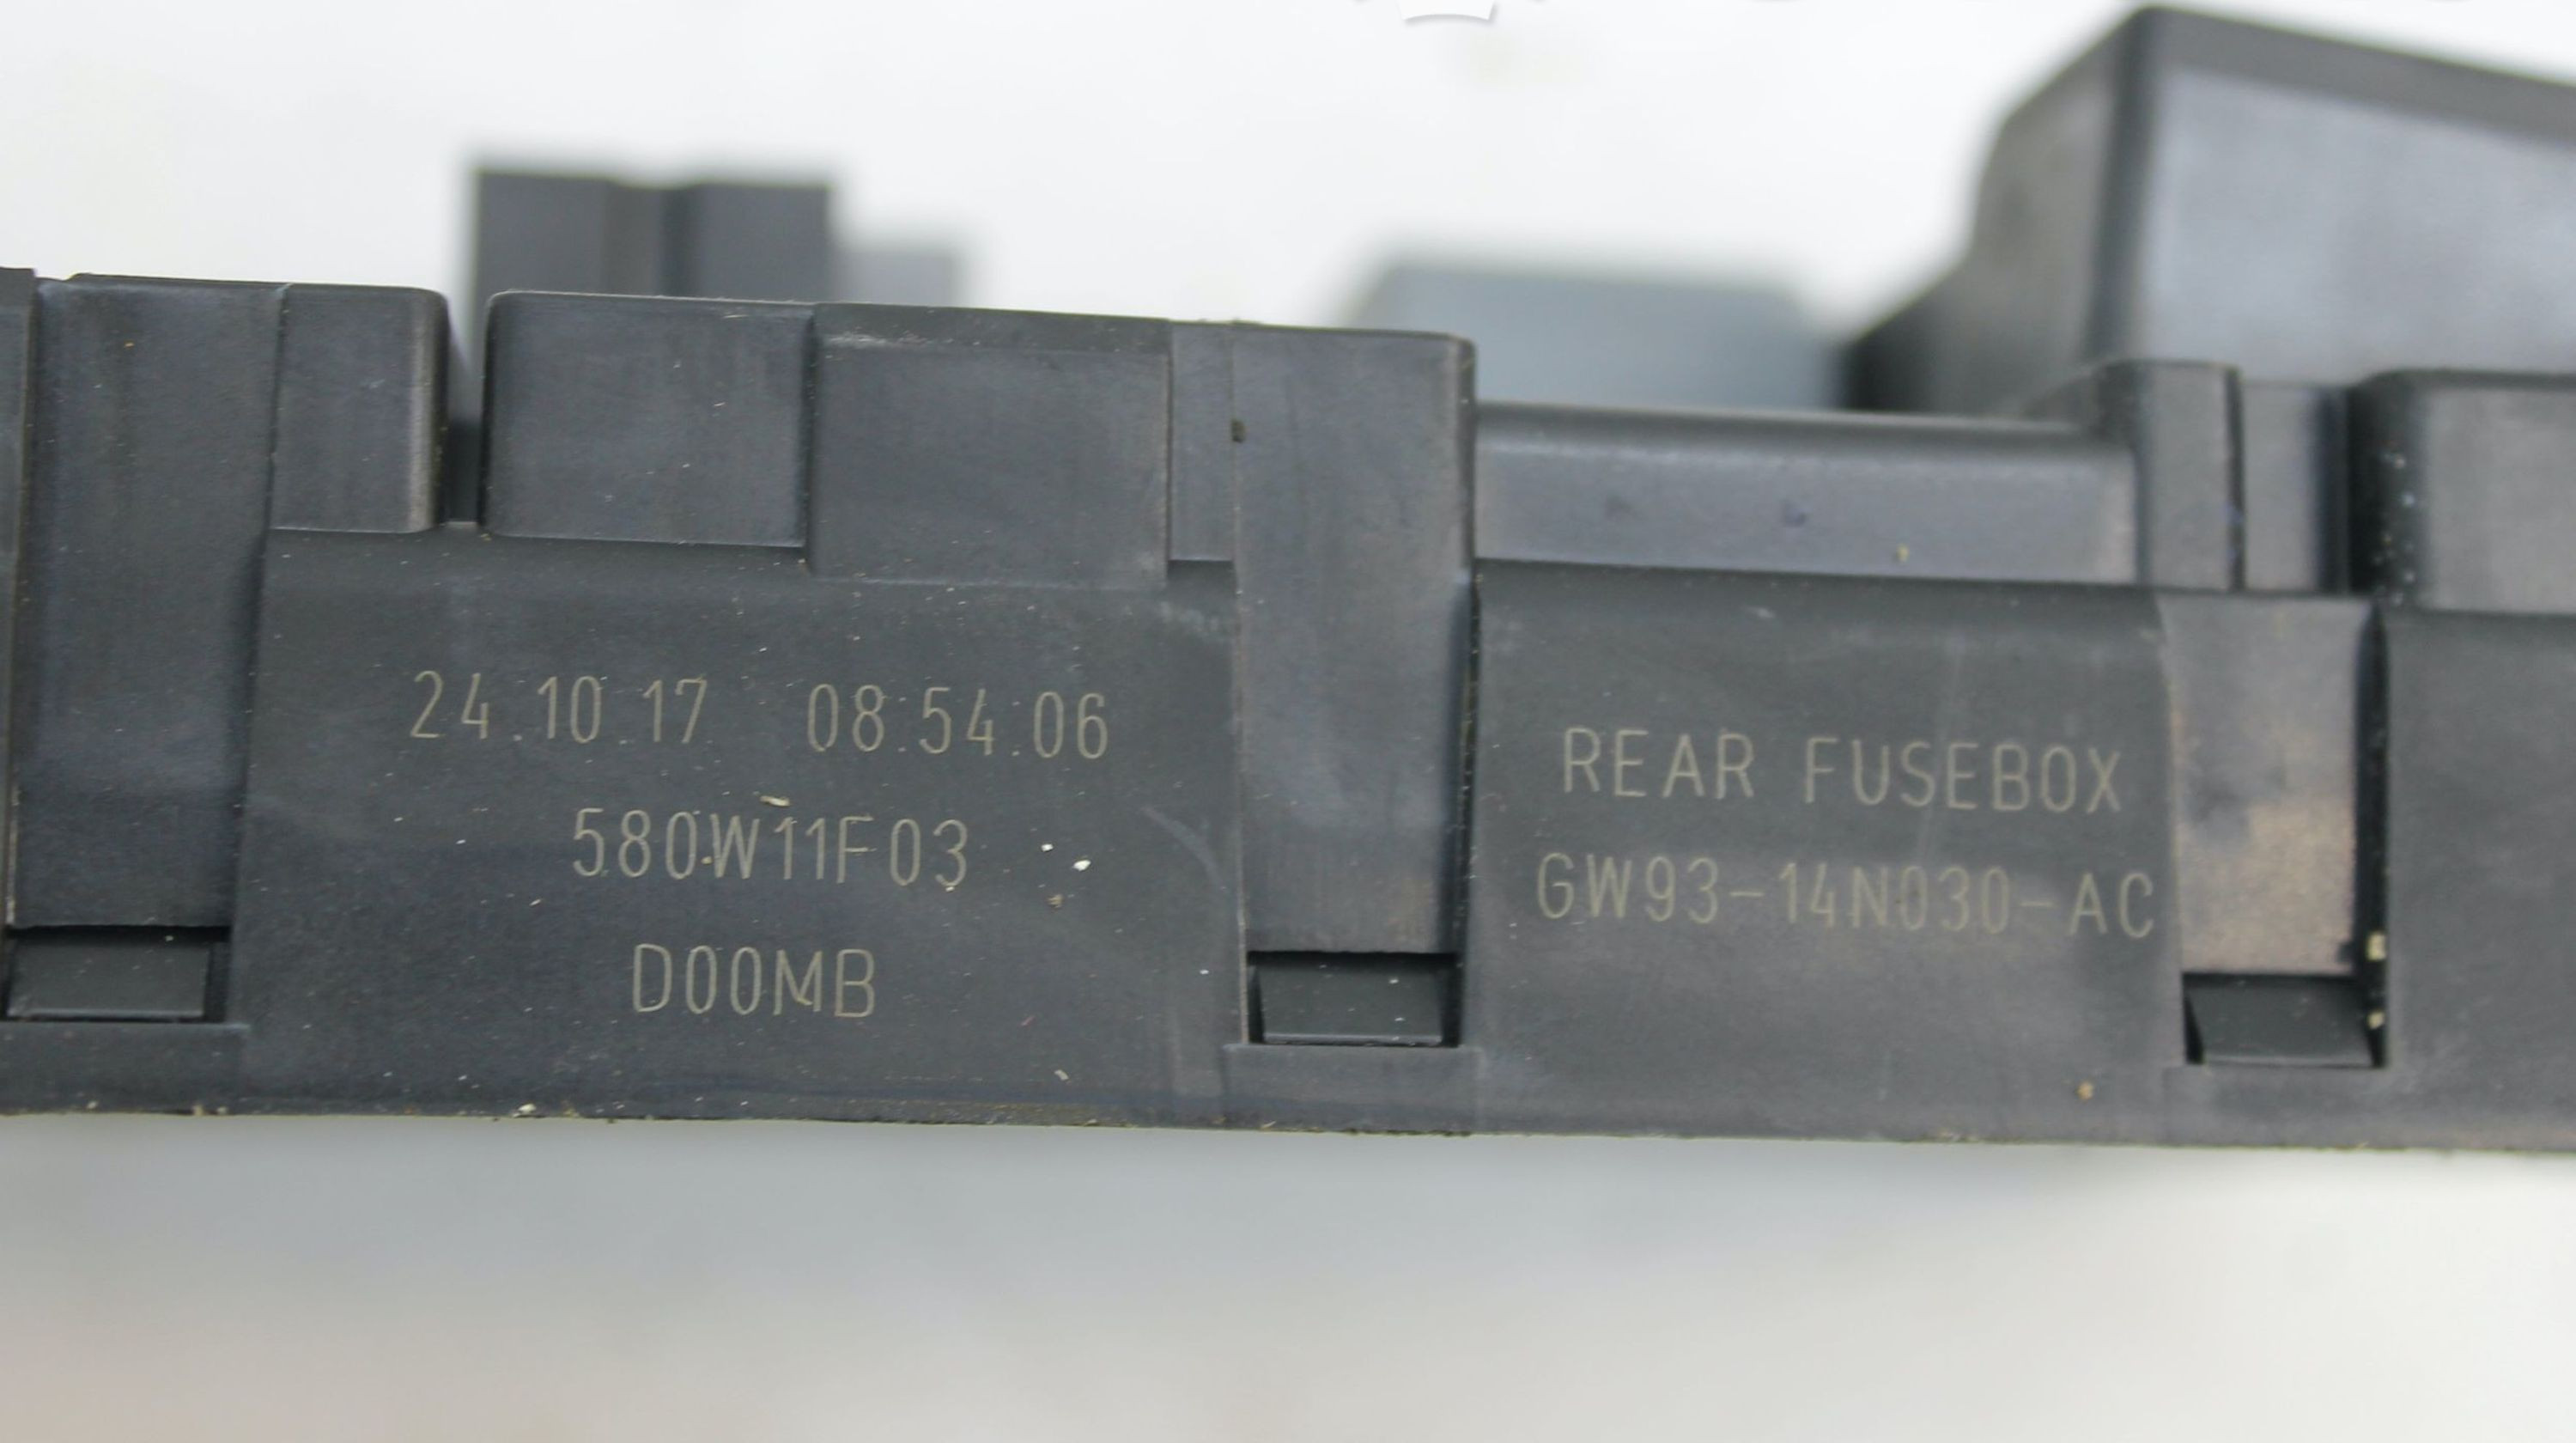 24.10.17 08:54:06
580W11F03
D00MB
REAR FUSEBOX
GW93-14N030-AC